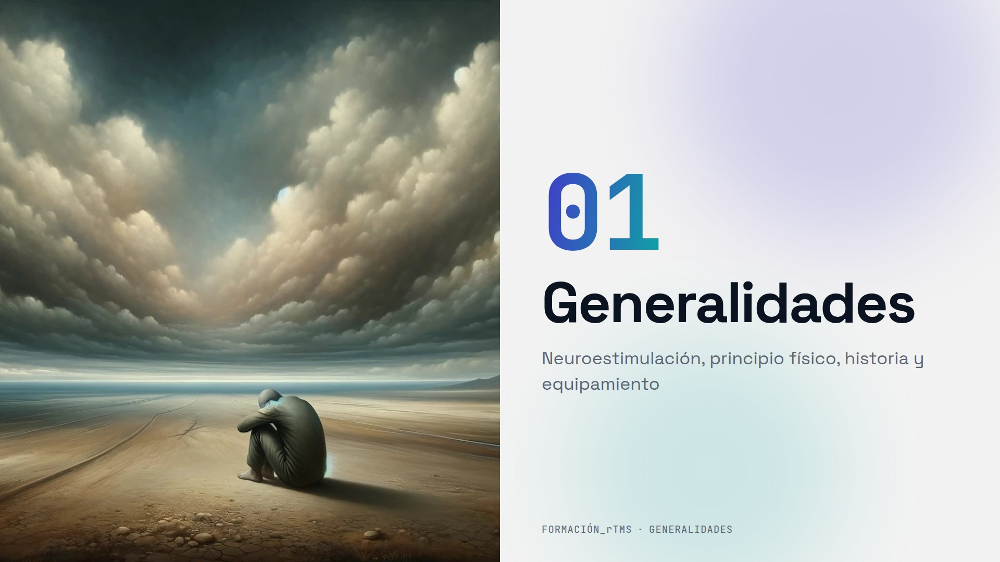 01
Generalidades
Neuroestimulación, principio físico, historia y
equipamiento
FORMACIÓN_rTMS · GENERALIDADES